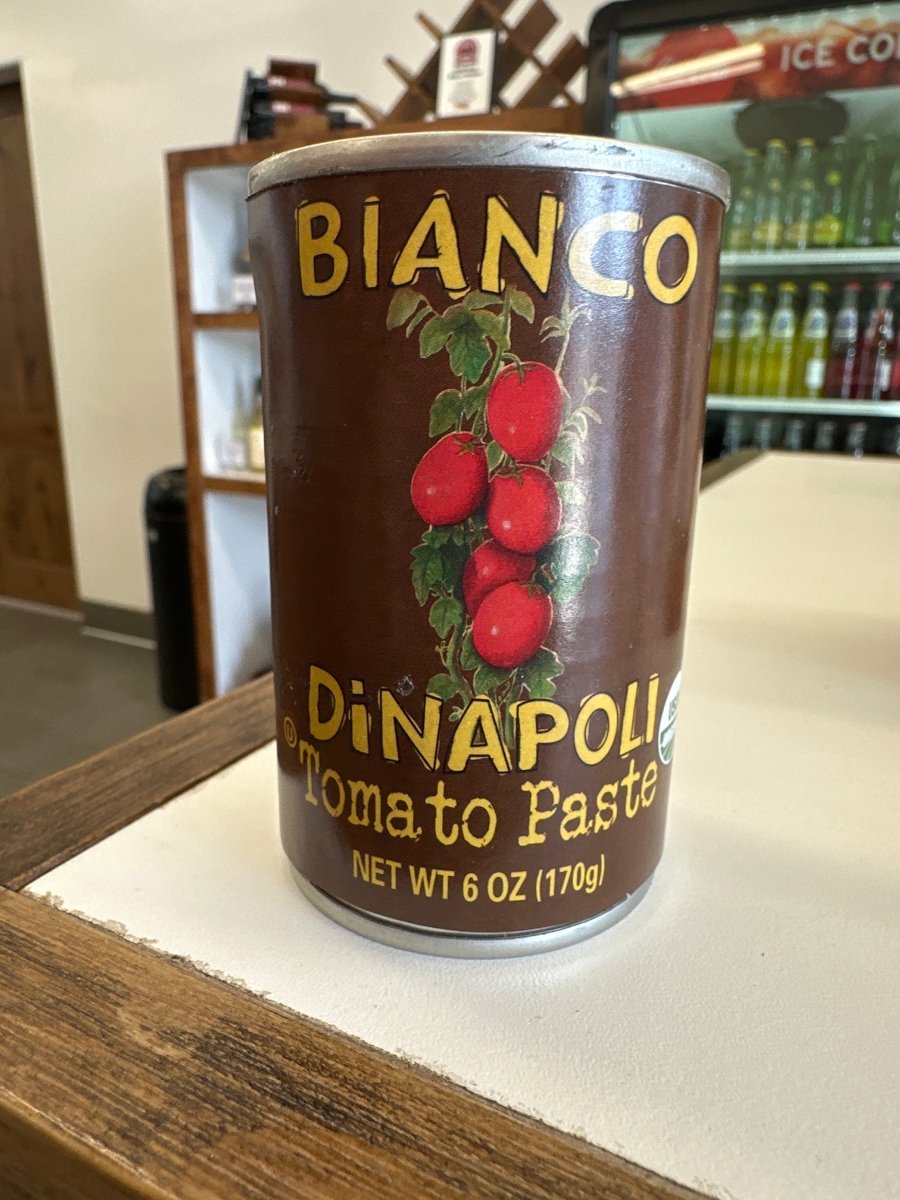 ICE CO
BIANCO
DiNAPOLI
U
Tomato Paste
NET WT 6 OZ (170g)